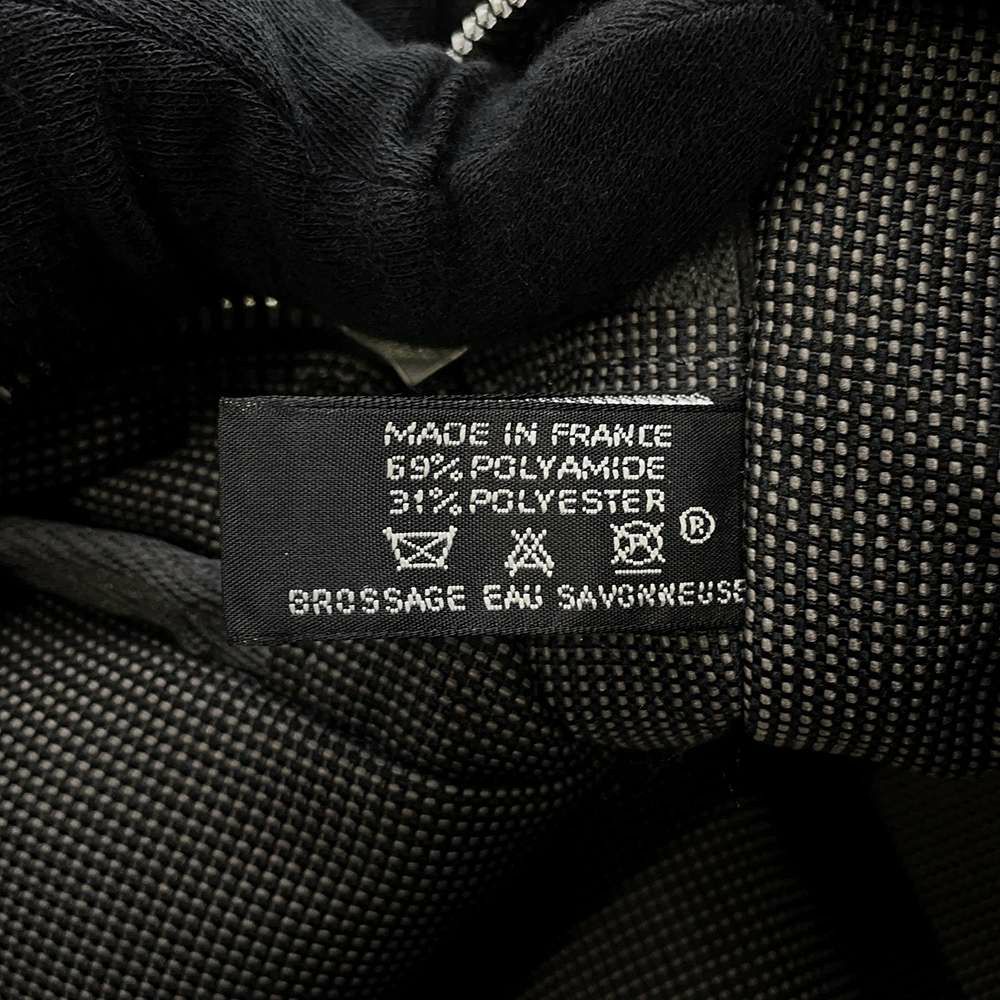 MADE IN FRANCE
69% POLYAMIDE
31% POLYESTER
P ®
BROSSAGE EAU SAVONNEUSE